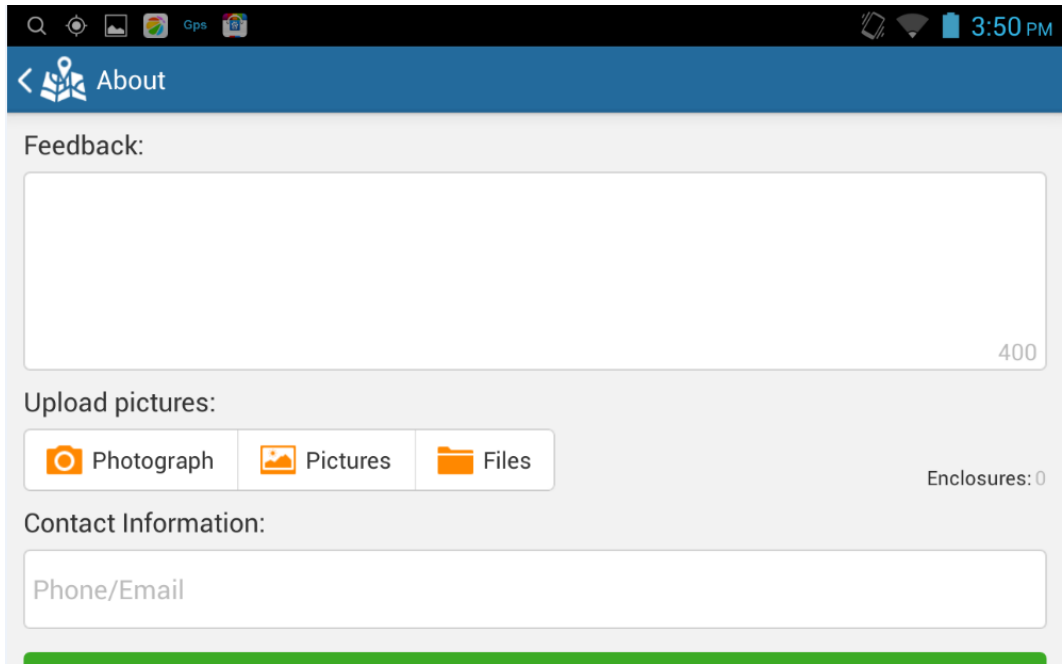 Gps 3:50 PM
About
Feedback:
400
Upload pictures:
Photograph Pictures Files
Enclosures: 0
Contact Information:
Phone/Email